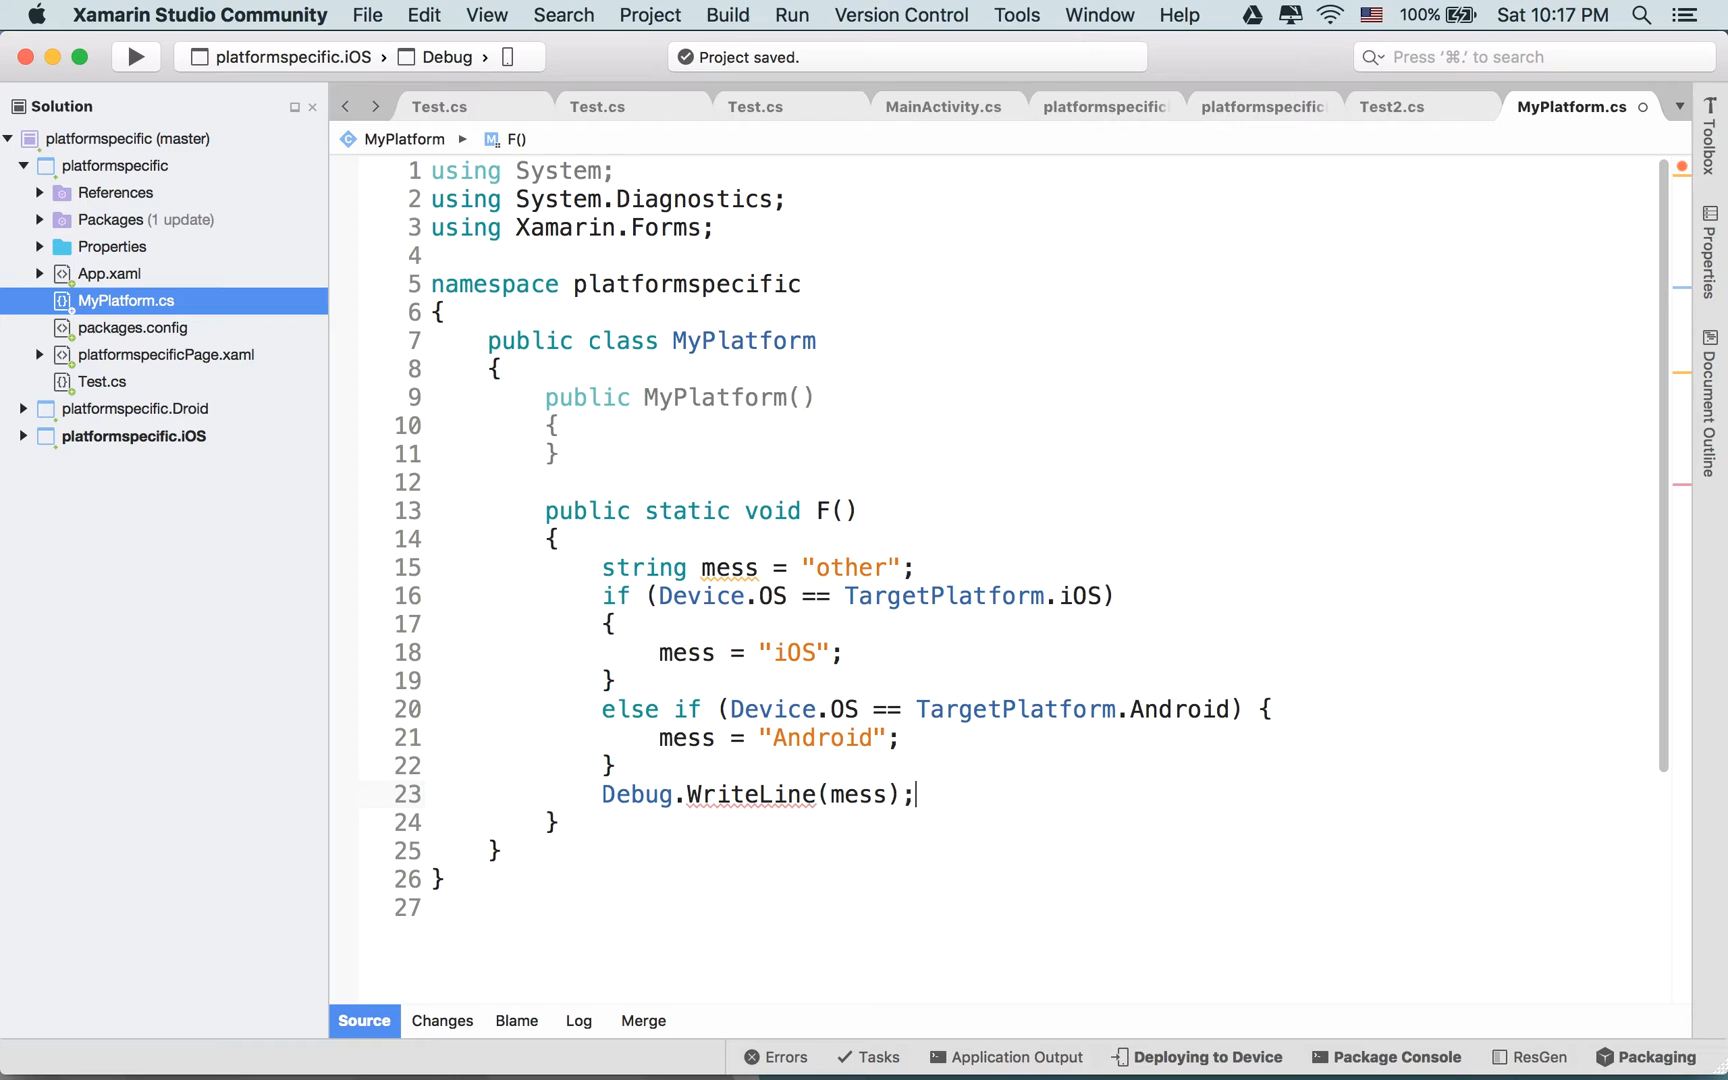 Xamarin Studio Community File Edit View Search Project Build Run Version Control Tools Window Help 100% Sat 10:17 PM
platformspecific.iOS › Debug ›
Project saved.
Press ‘⌘.’ to search
Solution
Test.cs Test.cs Test.cs MainActivity.cs platformspecific platformspecific Test2.cs MyPlatform.cs
MyPlatform ▸ F()
platformspecific (master)
platformspecific
References
Packages (1 update)
Properties
App.xaml
MyPlatform.cs
packages.config
platformspecificPage.xaml
Test.cs
platformspecific.Droid
platformspecific.iOS
1 using System;
2 using System.Diagnostics;
3 using Xamarin.Forms;
4
5 namespace platformspecific
6 {
7 public class MyPlatform
8 {
9 public MyPlatform()
10 {
11 }
12
13 public static void F()
14 {
15 string mess = "other";
16 if (Device.OS == TargetPlatform.iOS)
17 {
18 mess = "iOS";
19 }
20 else if (Device.OS == TargetPlatform.Android) {
21 mess = "Android";
22 }
23 Debug.WriteLine(mess);
24 }
25 }
26 }
27
Toolbox
Properties
Document Outline
Source Changes Blame Log Merge
Errors Tasks Application Output Deploying to Device Package Console ResGen Packaging